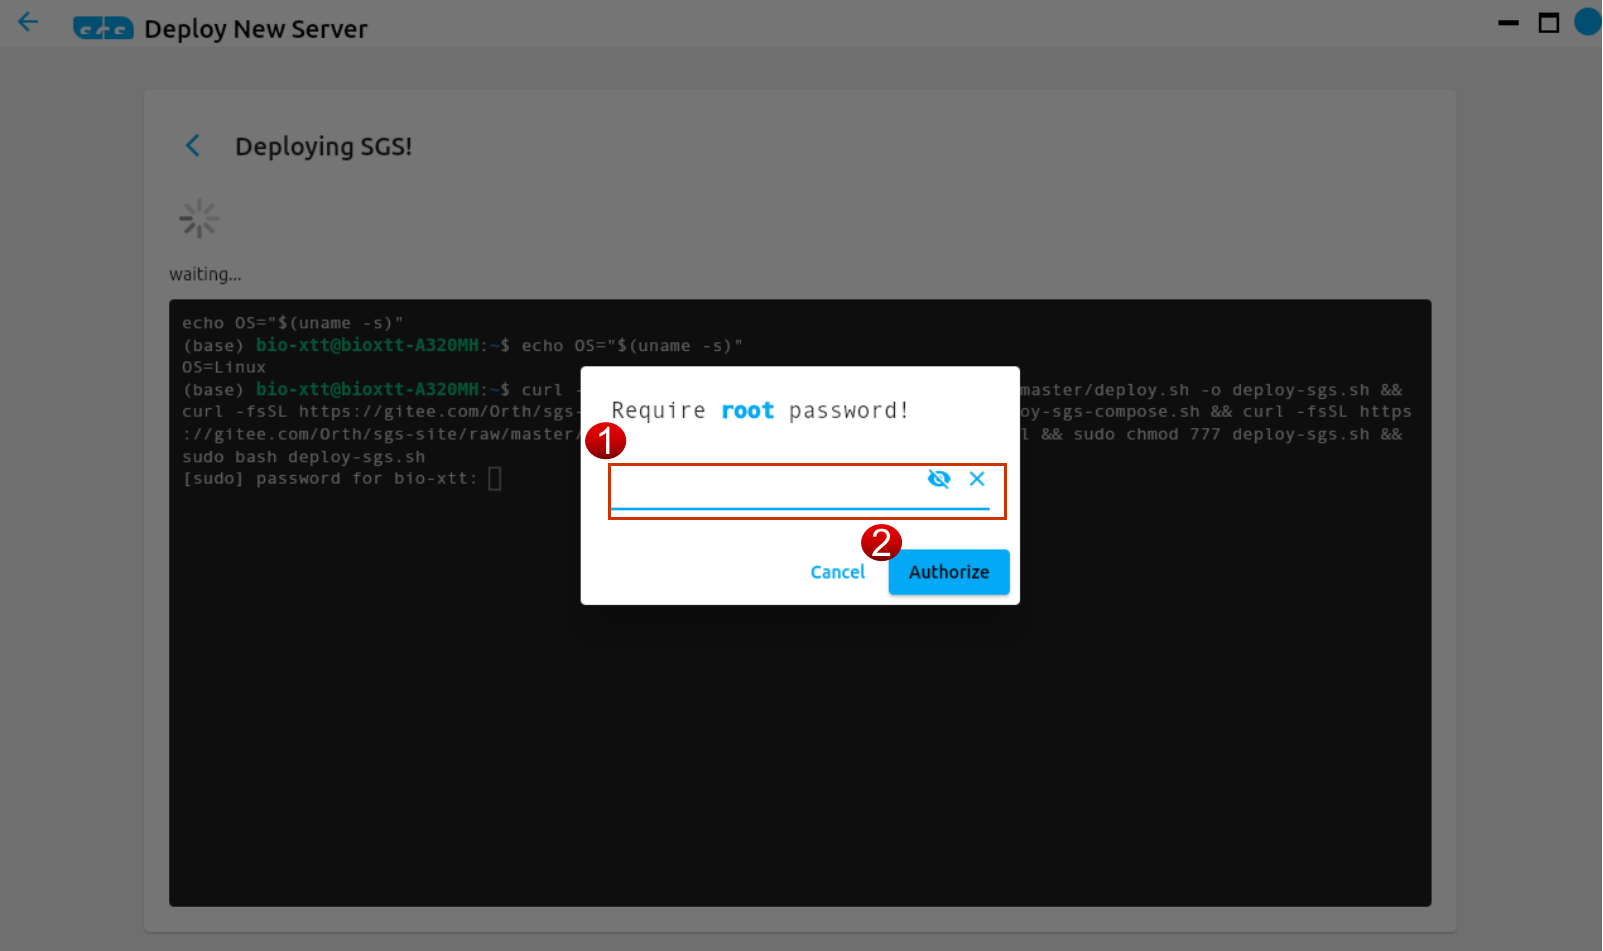 Deploy New Server
Deploying SGS!
waiting...
echo OS="$(uname -s)"
(base) bio-xtt@bioxtt-A320MH:~$ echo OS="$(uname -s)"
OS=Linux
(base) bio-xtt@bioxtt-A320MH:~$ curl - master/deploy.sh -o deploy-sgs.sh &&
curl -fsSL https://gitee.com/Orth/sgs- oy-sgs-compose.sh && curl -fsSL https
://gitee.com/Orth/sgs-site/raw/master/ l && sudo chmod 777 deploy-sgs.sh &&
sudo bash deploy-sgs.sh
[sudo] password for bio-xtt:
Require root password!
1
2
Cancel
Authorize